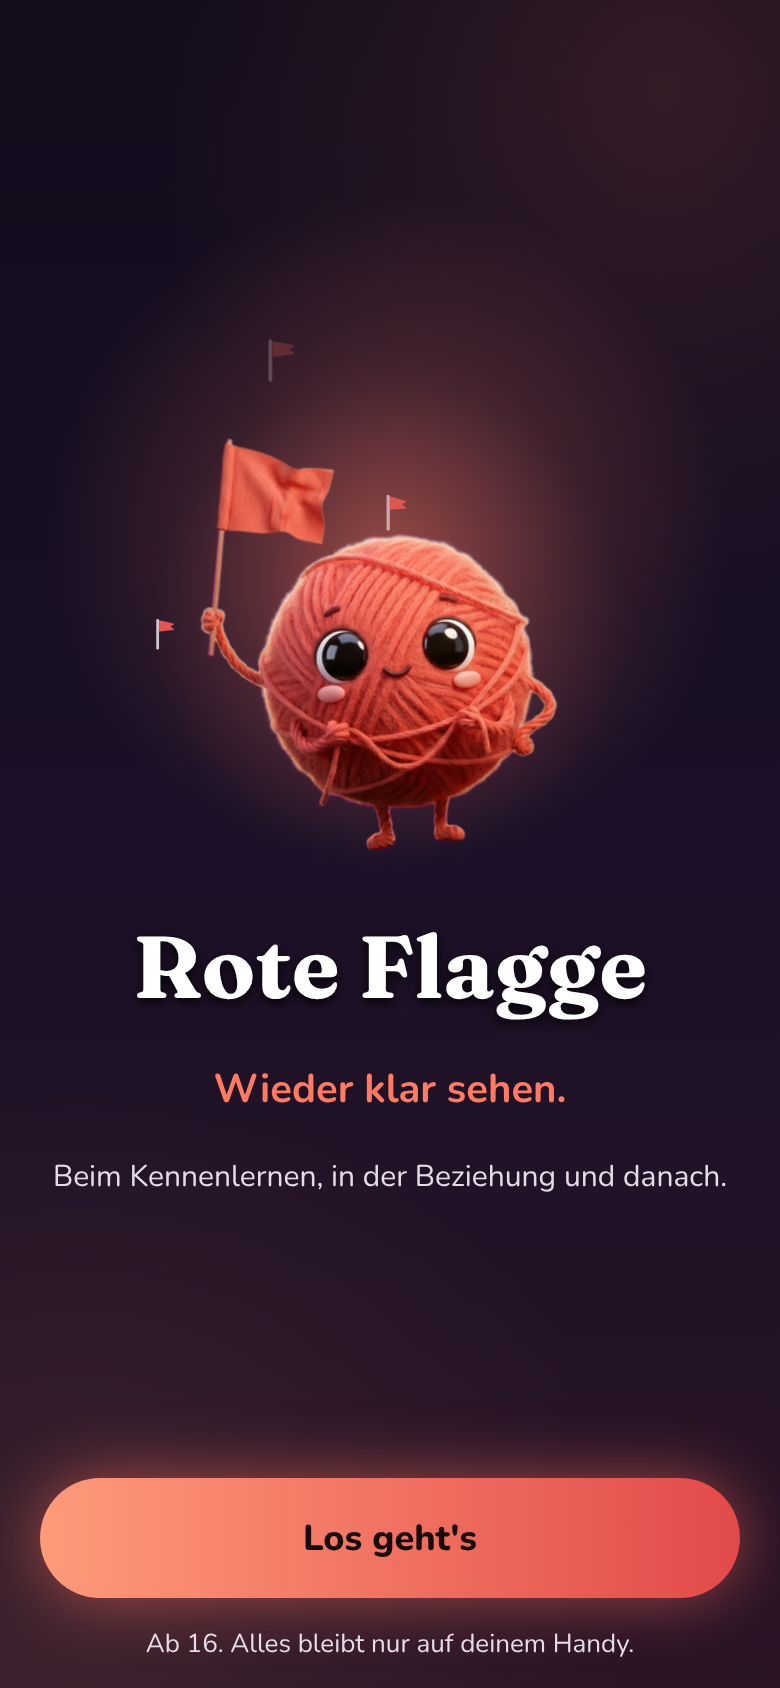 Rote Flagge
Wieder klar sehen.
Beim Kennenlernen, in der Beziehung und danach.
Los geht's
Ab 16. Alles bleibt nur auf deinem Handy.